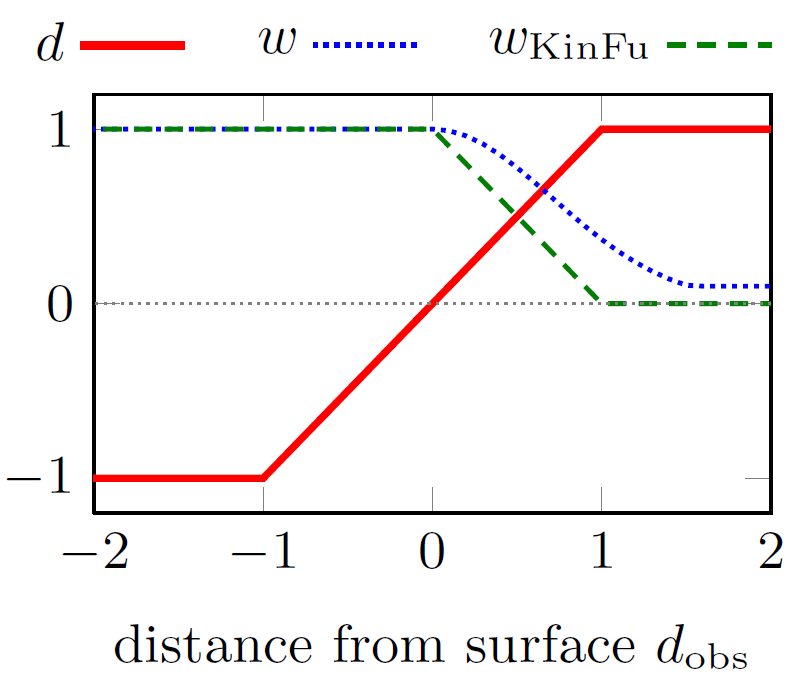 d w w_KinFu
1
0
−1
−2 −1 0 1 2
distance from surface d_obs